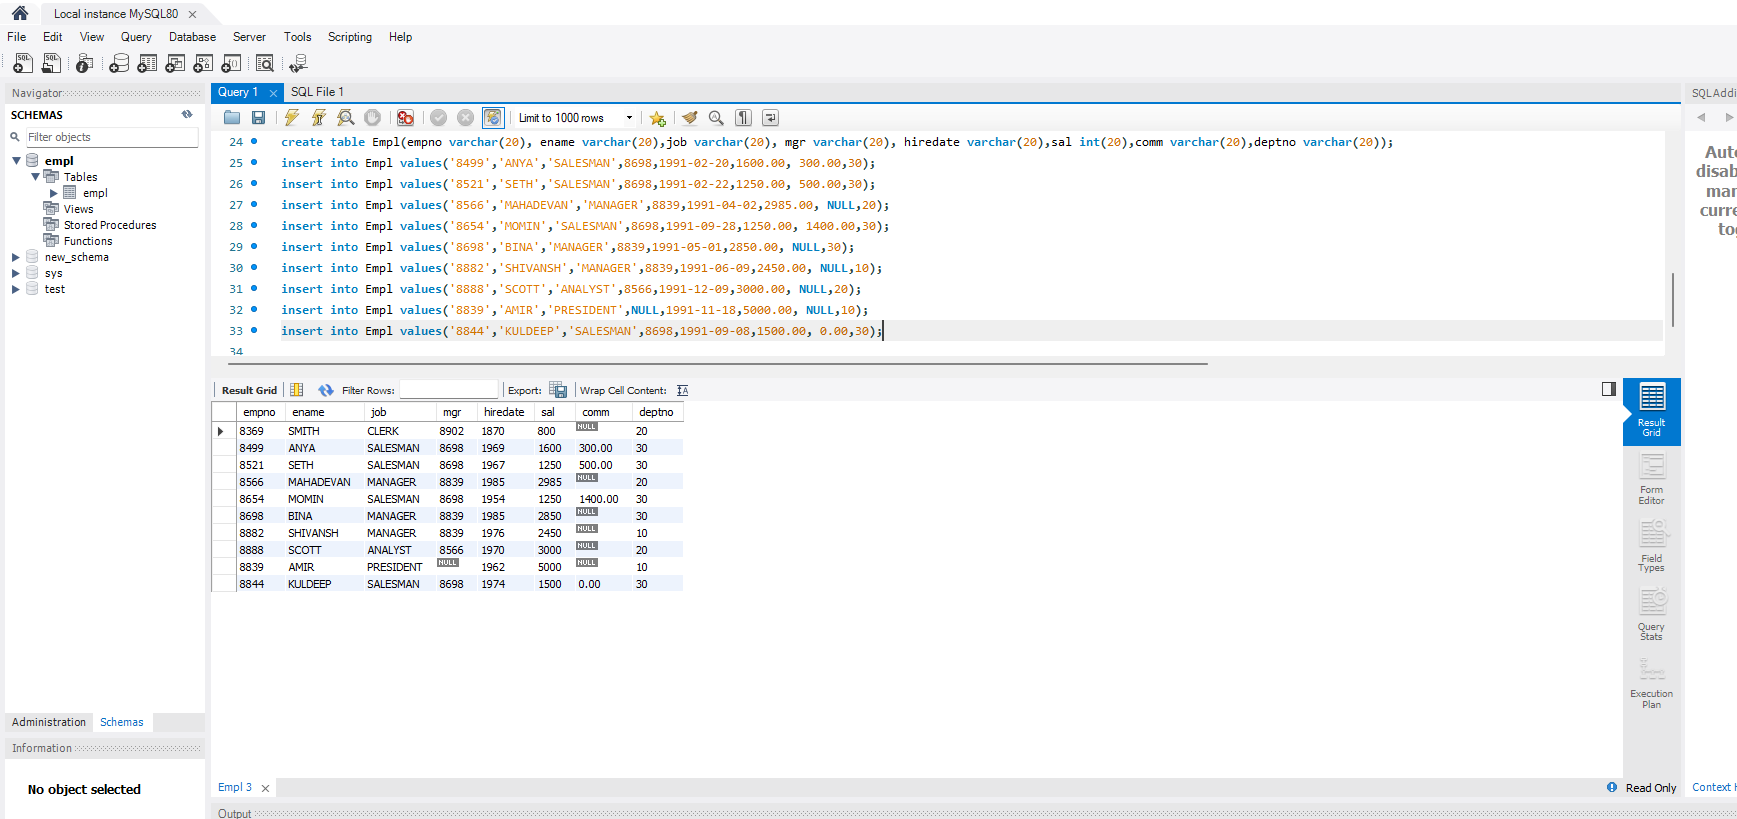 Local instance MySQL80
File Edit View Query Database Server Tools Scripting Help
Navigator
SCHEMAS
Filter objects
empl
Tables
empl
Views
Stored Procedures
Functions
new_schema
sys
test
Administration Schemas
Information
No object selected
Query 1 SQL File 1
Limit to 1000 rows
24 create table Empl(empno varchar(20), ename varchar(20),job varchar(20), mgr varchar(20), hiredate varchar(20),sal int(20),comm varchar(20),deptno varchar(20));
25 insert into Empl values('8499','ANYA','SALESMAN',8698,1991-02-20,1600.00, 300.00,30);
26 insert into Empl values('8521','SETH','SALESMAN',8698,1991-02-22,1250.00, 500.00,30);
27 insert into Empl values('8566','MAHADEVAN','MANAGER',8839,1991-04-02,2985.00, NULL,20);
28 insert into Empl values('8654','MOMIN','SALESMAN',8698,1991-09-28,1250.00, 1400.00,30);
29 insert into Empl values('8698','BINA','MANAGER',8839,1991-05-01,2850.00, NULL,30);
30 insert into Empl values('8882','SHIVANSH','MANAGER',8839,1991-06-09,2450.00, NULL,10);
31 insert into Empl values('8888','SCOTT','ANALYST',8566,1991-12-09,3000.00, NULL,20);
32 insert into Empl values('8839','AMIR','PRESIDENT',NULL,1991-11-18,5000.00, NULL,10);
33 insert into Empl values('8844','KULDEEP','SALESMAN',8698,1991-09-08,1500.00, 0.00,30);
34
Result Grid Filter Rows: Export: Wrap Cell Content:
empno ename job mgr hiredate sal comm deptno
8369 SMITH CLERK 8902 1870 800 NULL 20
8499 ANYA SALESMAN 8698 1969 1600 300.00 30
8521 SETH SALESMAN 8698 1967 1250 500.00 30
8566 MAHADEVAN MANAGER 8839 1985 2985 NULL 20
8654 MOMIN SALESMAN 8698 1954 1250 1400.00 30
8698 BINA MANAGER 8839 1985 2850 NULL 30
8882 SHIVANSH MANAGER 8839 1976 2450 NULL 10
8888 SCOTT ANALYST 8566 1970 3000 NULL 20
8839 AMIR PRESIDENT NULL 1962 5000 NULL 10
8844 KULDEEP SALESMAN 8698 1974 1500 0.00 30
Result
Grid
Form
Editor
Field
Types
Query
Stats
Execution
Plan
Empl 3
Read Only
Output
SQLAddi
Auto
disab
man
curre
tog
Context H